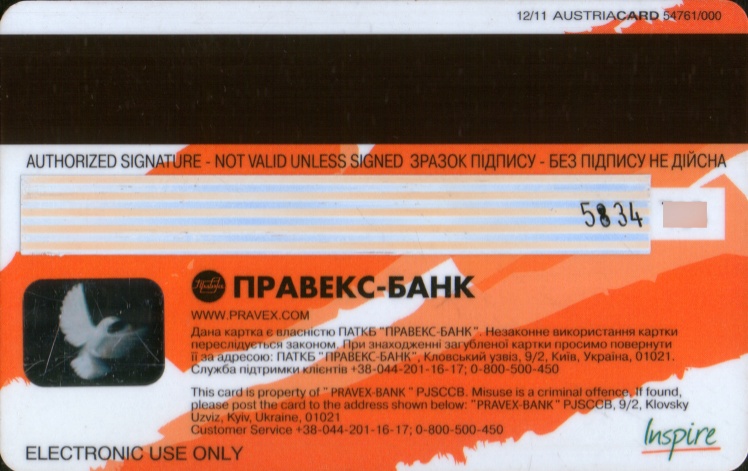 12/11 AUSTRIACARD 54761/000
AUTHORIZED SIGNATURE - NOT VALID UNLESS SIGNED ЗРАЗОК ПІДПИСУ - БЕЗ ПІДПИСУ НЕ ДІЙСНА
5834
ПРАВЕКС-БАНК
WWW.PRAVEX.COM
Дана картка є власністю ПАТКБ "ПРАВЕКС-БАНК". Незаконне використання картки
переслідується законом. При знаходженні загубленої картки просимо повернути
її за адресою: ПАТКБ "ПРАВЕКС-БАНК", Кловський узвіз, 9/2, Київ, Україна, 01021.
Служба підтримки клієнтів +38-044-201-16-17; 0-800-500-450
This card is property of "PRAVEX-BANK" PJSCCB. Misuse is a criminal offence. If found,
please post the card to the address shown below: "PRAVEX-BANK" PJSCCB, 9/2, Klovsky
Uzviz, Kyiv, Ukraine, 01021
Customer Service +38-044-201-16-17; 0-800-500-450
Inspire
ELECTRONIC USE ONLY